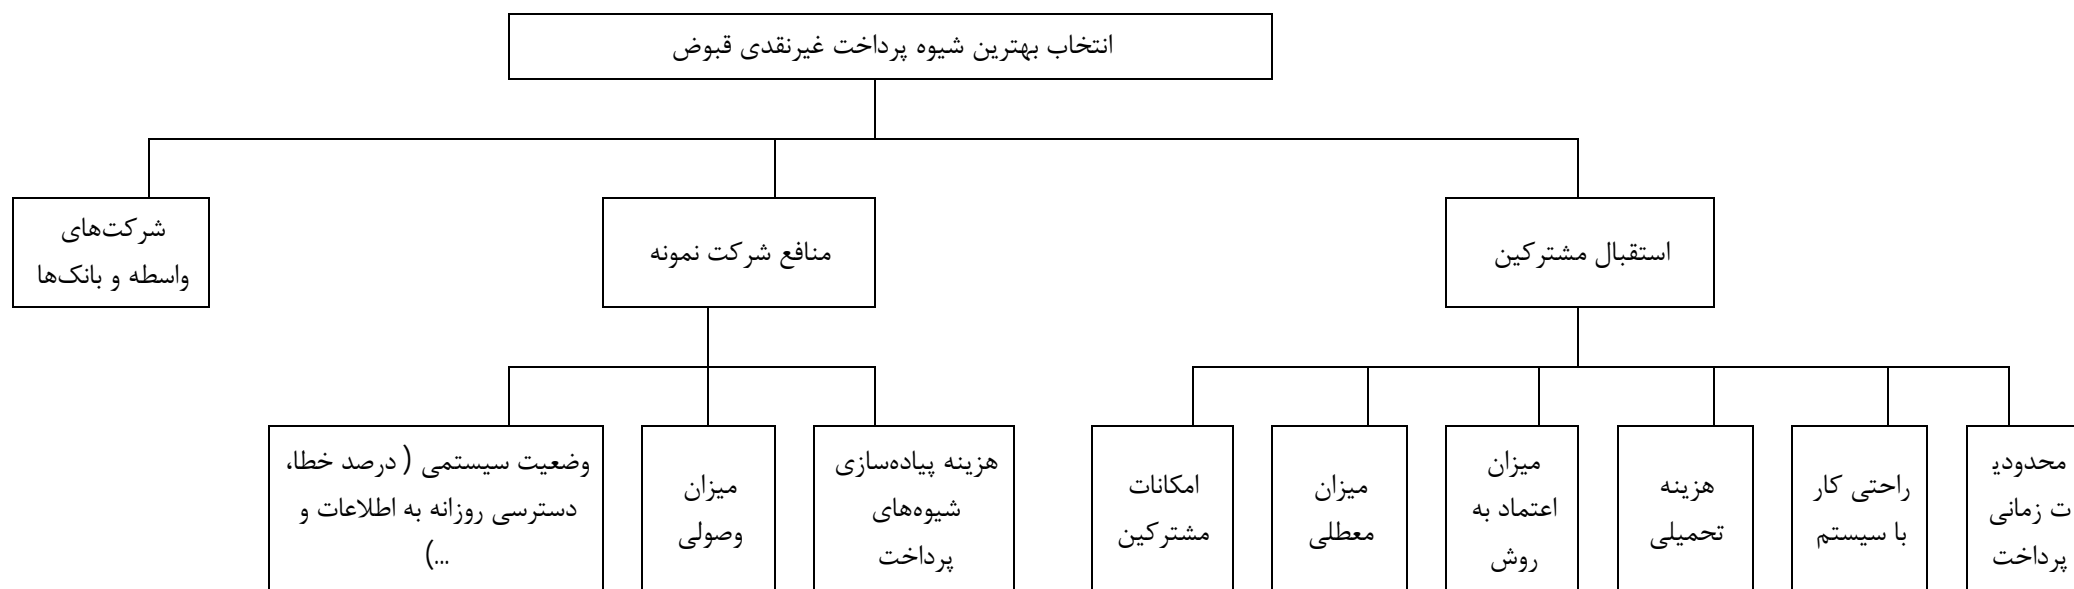 انتخاب بهترین شیوه پرداخت غیرنقدی قبوض
استقبال مشترکین
منافع شرکت نمونه
شرکت‌های
واسطه و بانک‌ها
محدودی
ت زمانی
پرداخت
راحتی کار
با سیستم
هزینه
تحمیلی
میزان
اعتماد به
روش
میزان
معطلی
امکانات
مشترکین
هزینه پیاده‌سازی
شیوه‌های
پرداخت
میزان
وصولی
وضعیت سیستمی ( درصد خطا،
دسترسی روزانه به اطلاعات و
...)